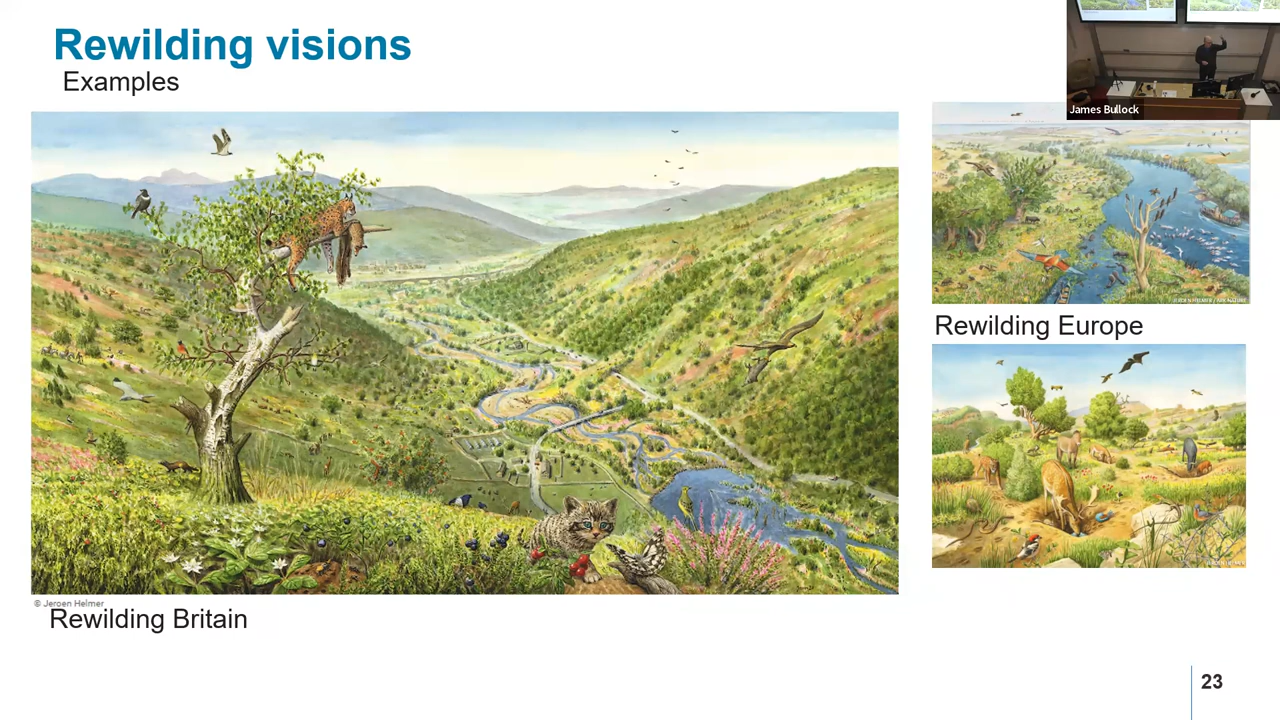 Rewilding visions
Examples
James Bullock
© Jeroen Helmer
Rewilding Europe
Rewilding Britain
23